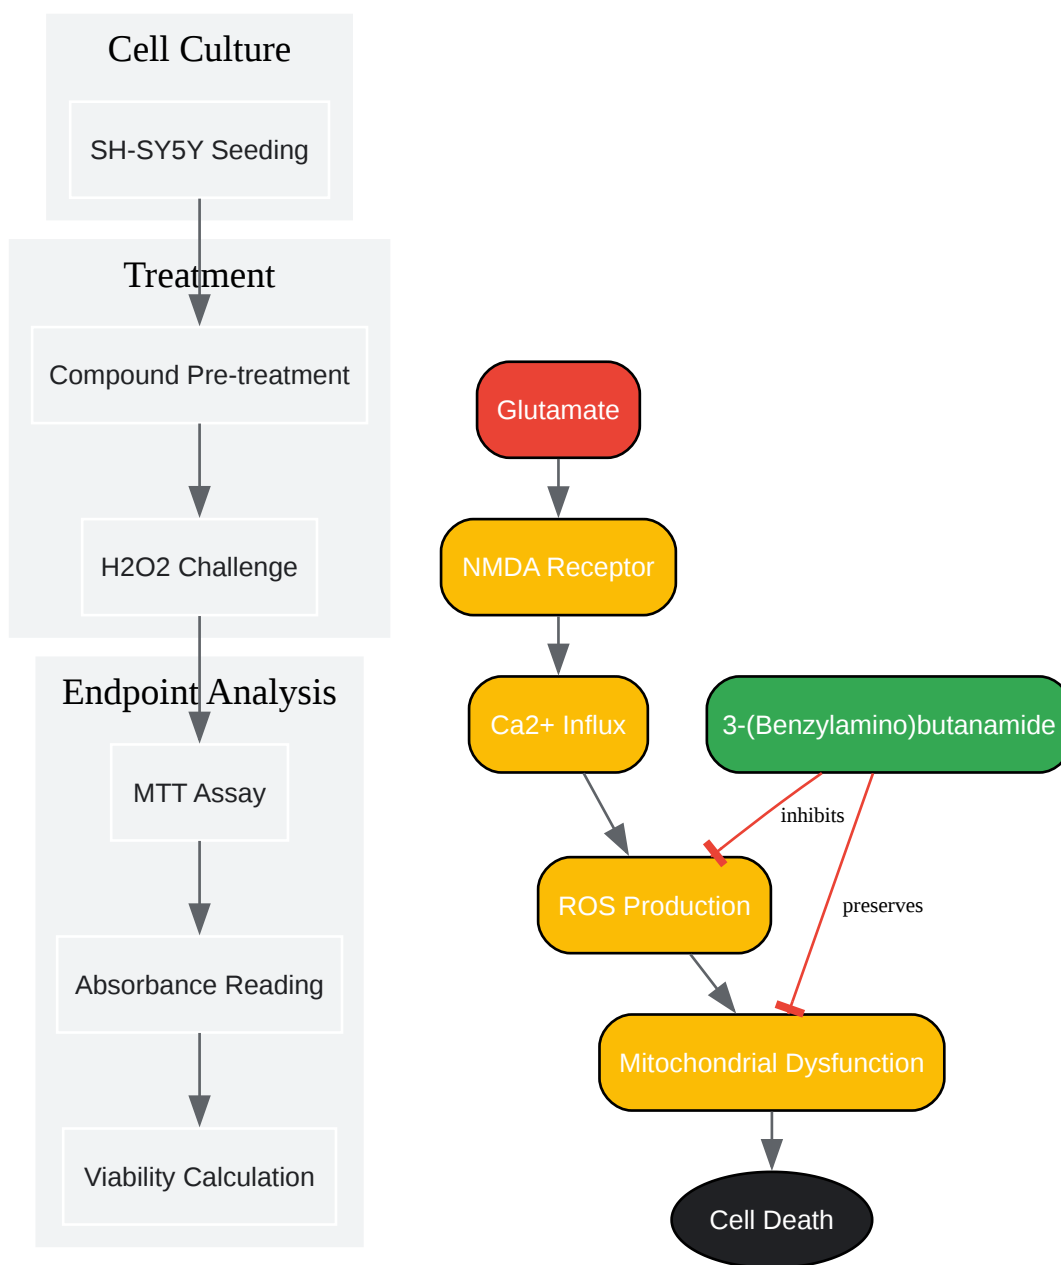 Cell Culture
SH-SY5Y Seeding
Treatment
Compound Pre-treatment
H2O2 Challenge
Endpoint Analysis
MTT Assay
Absorbance Reading
Viability Calculation
Glutamate
NMDA Receptor
Ca2+ Influx
3-(Benzylamino)butanamide
inhibits
ROS Production
preserves
Mitochondrial Dysfunction
Cell Death